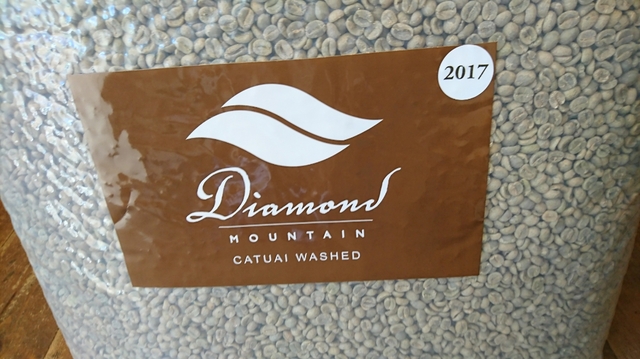 2017
Diamond
MOUNTAIN
CATUAI WASHED